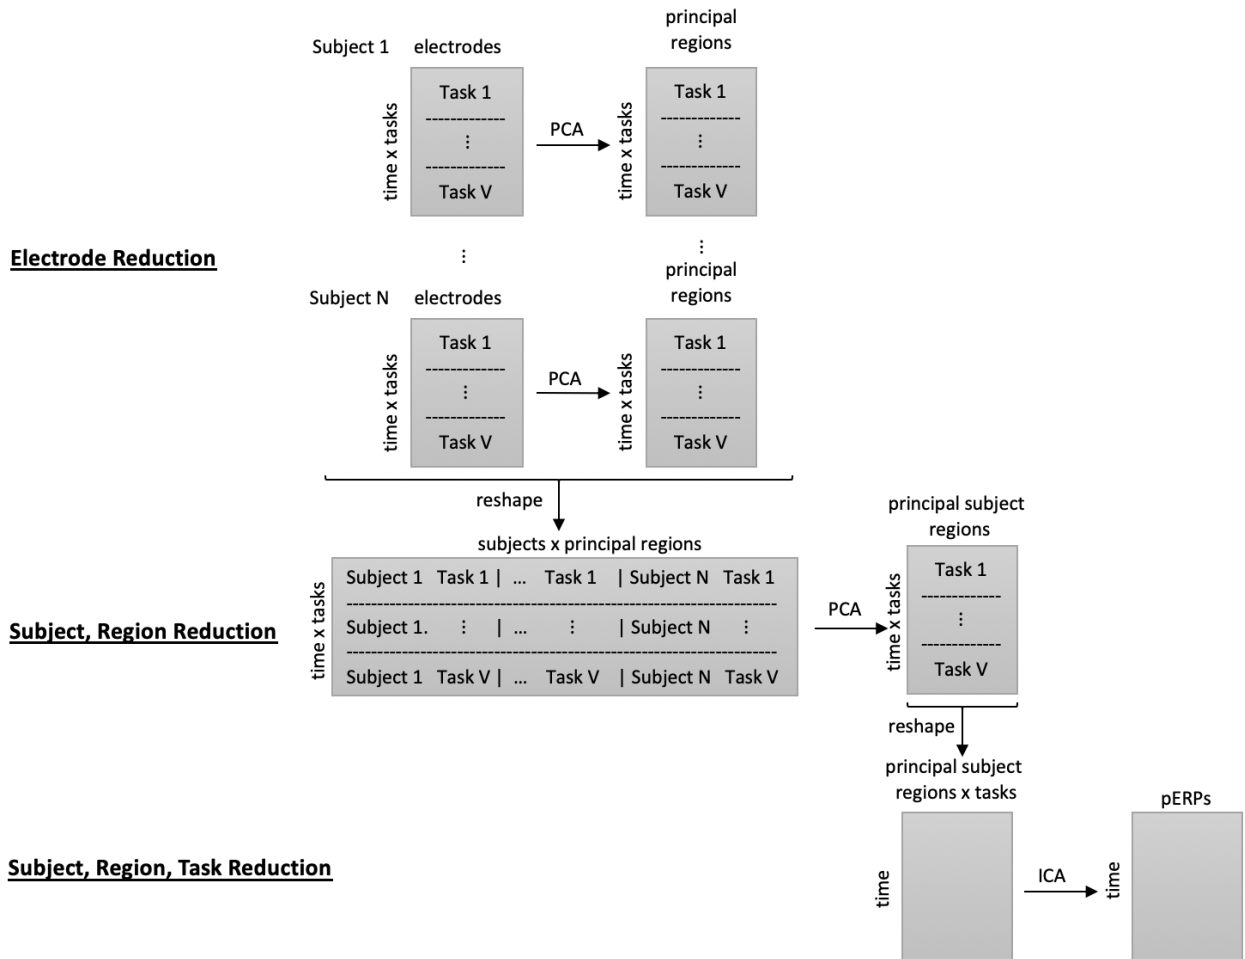 principal
regions
Subject 1 electrodes
time x tasks
Task 1
-------------
⋮
-------------
Task V
PCA
time x tasks
Task 1
-------------
⋮
-------------
Task V
Electrode Reduction
⋮
⋮
principal
regions
Subject N electrodes
time x tasks
Task 1
-------------
⋮
-------------
Task V
PCA
time x tasks
Task 1
-------------
⋮
-------------
Task V
reshape
subjects x principal regions
principal subject
regions
Subject, Region Reduction
time x tasks
Subject 1 Task 1 | ... Task 1 | Subject N Task 1
Subject 1. ⋮ | ... ⋮ | Subject N ⋮
Subject 1 Task V | ... Task V | Subject N Task V
PCA
time x tasks
Task 1
-------------
⋮
-------------
Task V
reshape
principal subject
regions x tasks
pERPs
Subject, Region, Task Reduction
time
ICA
time